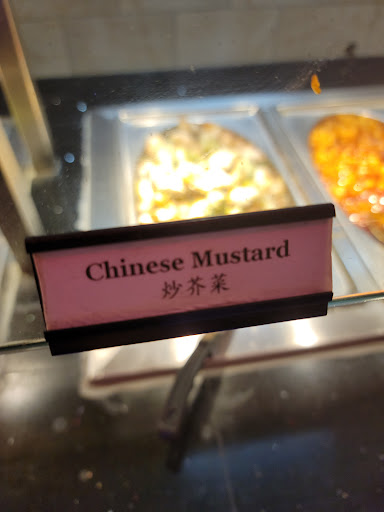 Chinese Mustard
炒芥菜